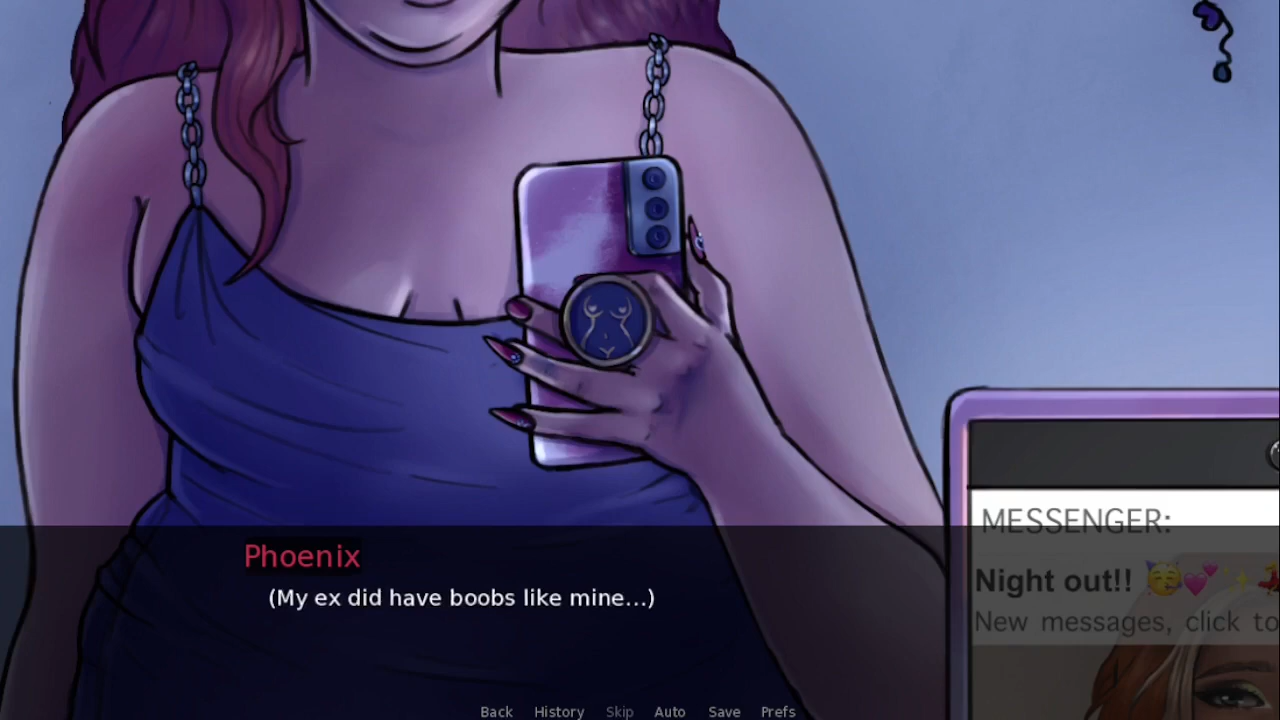 MESSENGER:
Night out!! 🥳💕✨💃
New messages, click to
Phoenix
(My ex did have boobs like mine...)
Back History Skip Auto Save Prefs